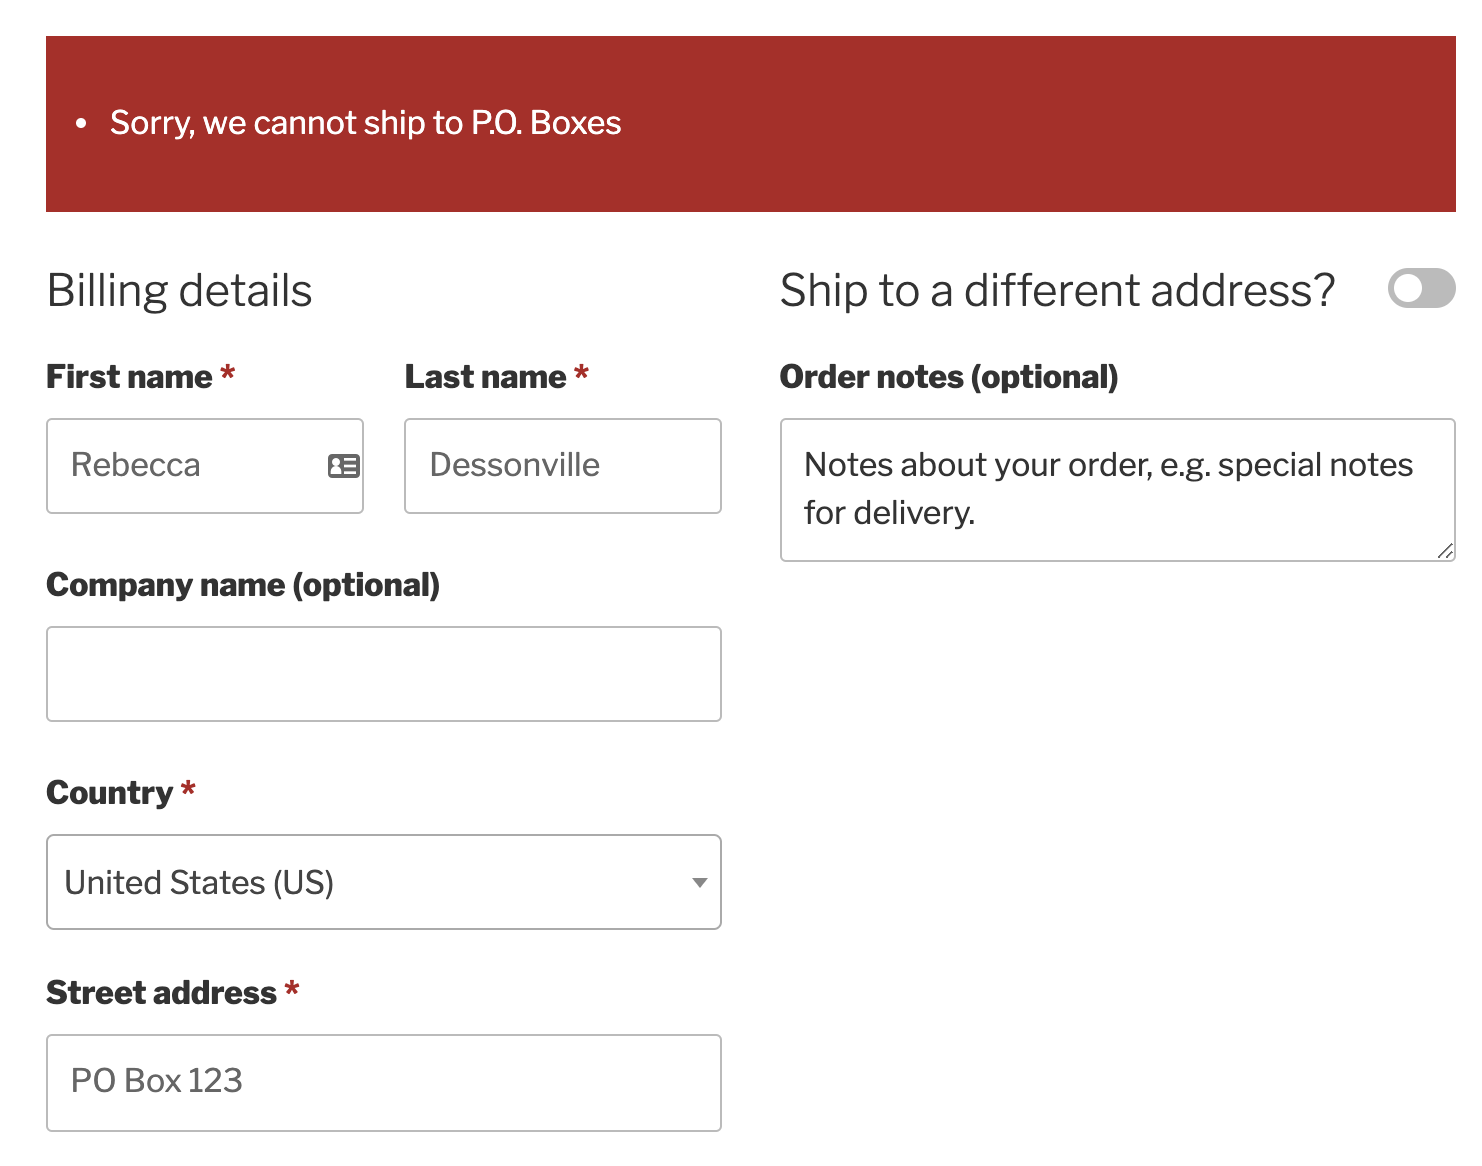 • Sorry, we cannot ship to P.O. Boxes
Billing details
First name *
Last name *
Rebecca
Dessonville
Company name (optional)
Country *
United States (US)
Street address *
PO Box 123
Ship to a different address?
Order notes (optional)
Notes about your order, e.g. special notes
for delivery.